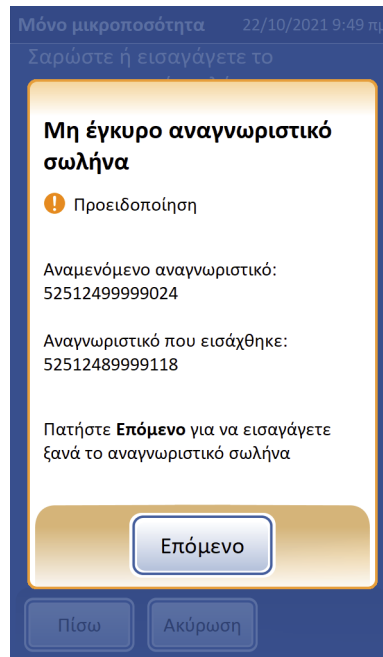 Μόνο μικροποσότητα 22/10/2021 9:49 πμ
Σαρώστε ή εισαγάγετε το
Μη έγκυρο αναγνωριστικό
σωλήνα
Προειδοποίηση
Αναμενόμενο αναγνωριστικό:
52512499999024
Αναγνωριστικό που εισάχθηκε:
52512489999118
Πατήστε Επόμενο για να εισαγάγετε
ξανά το αναγνωριστικό σωλήνα
Επόμενο
Πίσω Ακύρωση